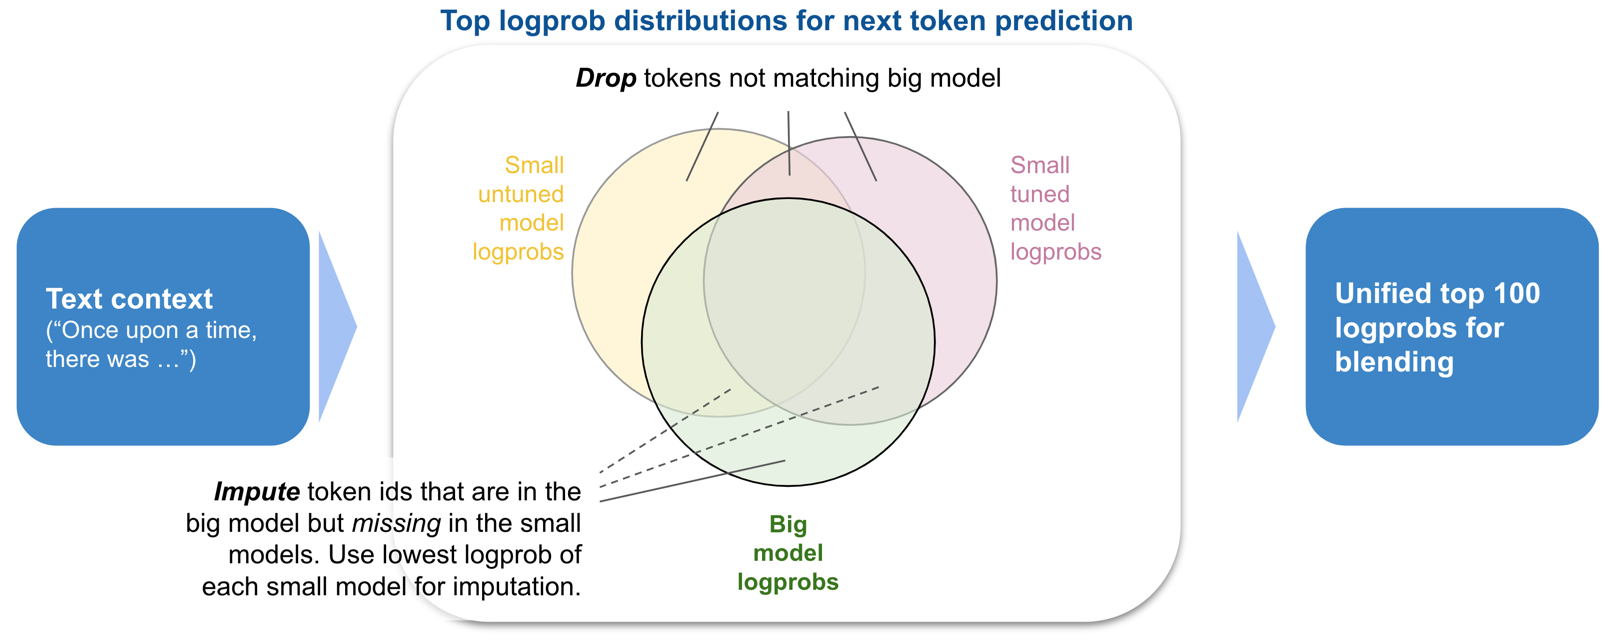 Top logprob distributions for next token prediction
Drop tokens not matching big model
Small
untuned
model
logprobs
Small
tuned
model
logprobs
Text context
(“Once upon a time,
there was …”)
Unified top 100
logprobs for
blending
Impute token ids that are in the
big model but missing in the small
models. Use lowest logprob of
each small model for imputation.
Big
model
logprobs